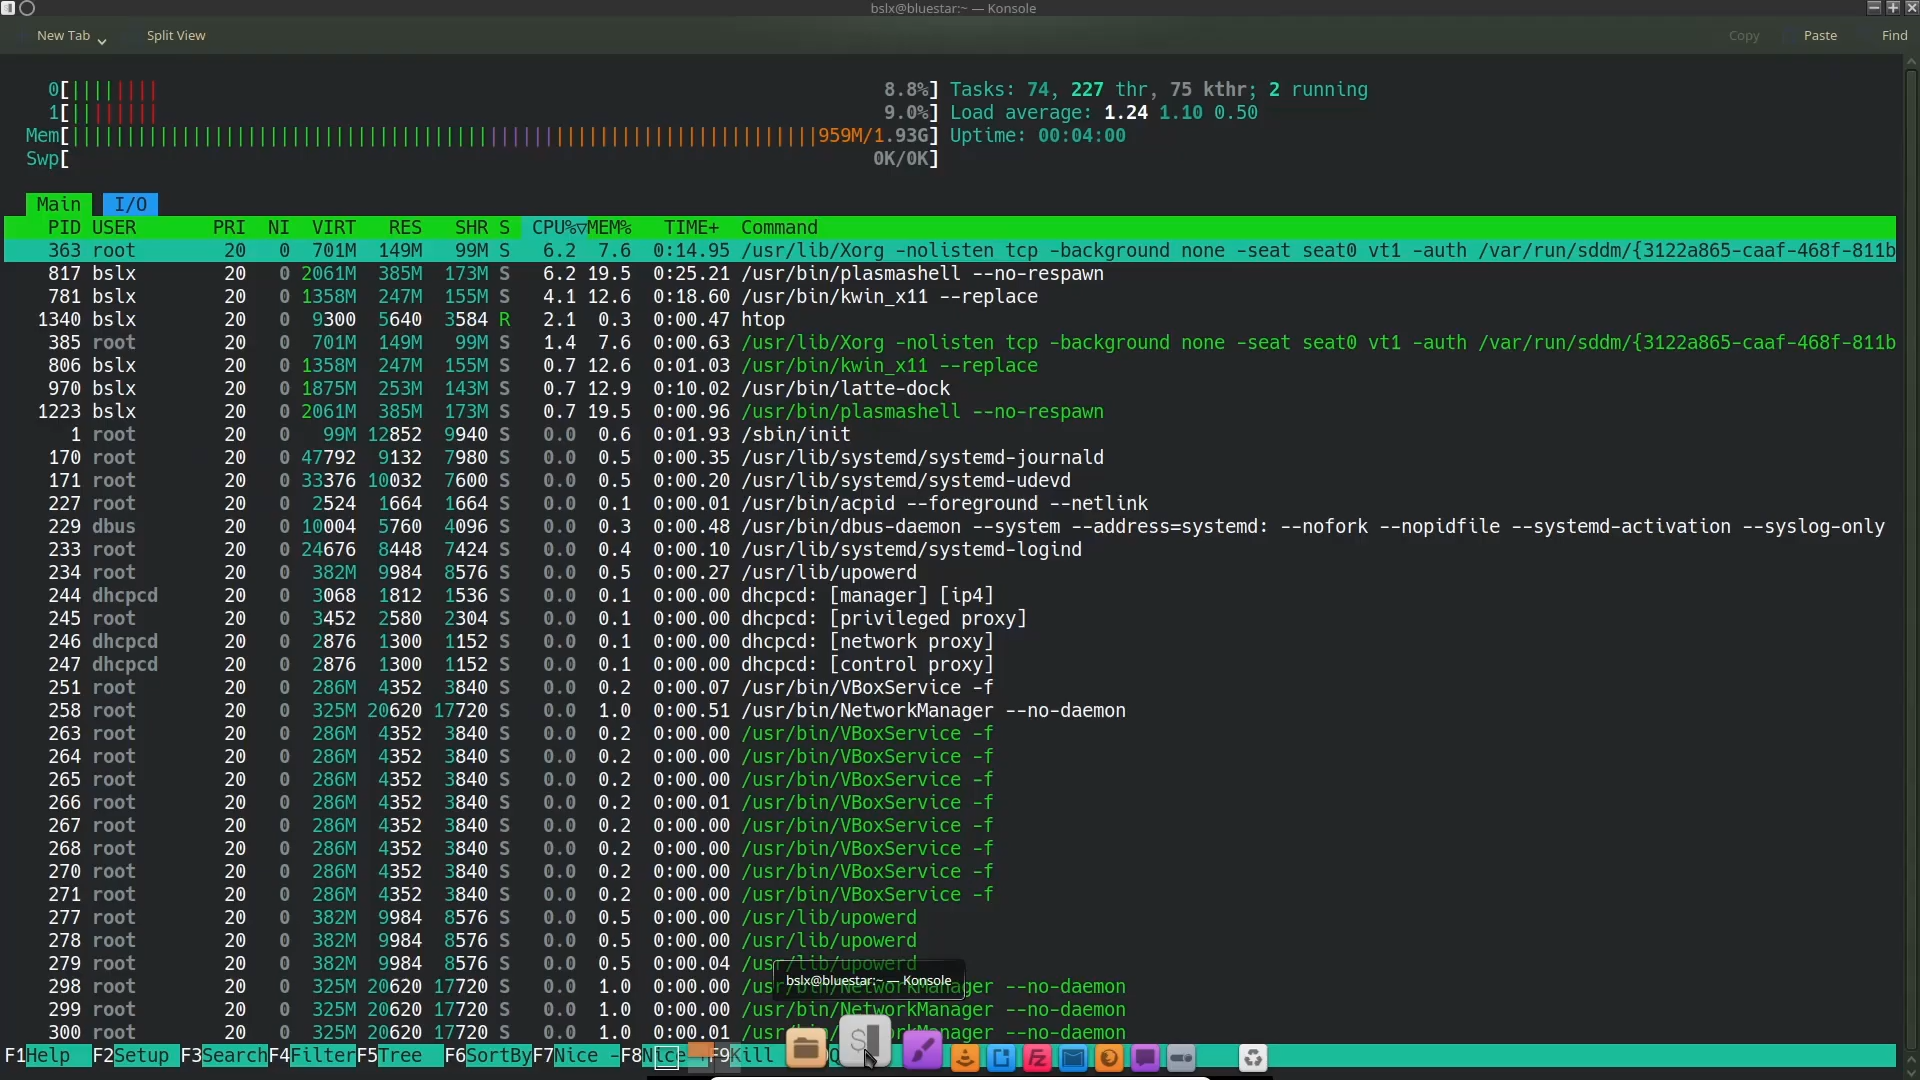 bslx@bluestar:~ — Konsole
New Tab Split View Copy Paste Find
0[|||||||| 8.8%] Tasks: 74, 227 thr, 75 kthr; 2 running
1[|||||||| 9.0%] Load average: 1.24 1.10 0.50
Mem[||||||||||||||||||||||||||||||||||||||||||||||||||||||||||||||||||||959M/1.93G] Uptime: 00:04:00
Swp[ 0K/0K]
Main I/O
PID USER PRI NI VIRT RES SHR S CPU%▽MEM% TIME+ Command
363 root 20 0 701M 149M 99M S 6.2 7.6 0:14.95 /usr/lib/Xorg -nolisten tcp -background none -seat seat0 vt1 -auth /var/run/sddm/{3122a865-caaf-468f-811b
817 bslx 20 0 2061M 385M 173M S 6.2 19.5 0:25.21 /usr/bin/plasmashell --no-respawn
781 bslx 20 0 1358M 247M 155M S 4.1 12.6 0:18.60 /usr/bin/kwin_x11 --replace
1340 bslx 20 0 9300 5640 3584 R 2.1 0.3 0:00.47 htop
385 root 20 0 701M 149M 99M S 1.4 7.6 0:00.63 /usr/lib/Xorg -nolisten tcp -background none -seat seat0 vt1 -auth /var/run/sddm/{3122a865-caaf-468f-811b
806 bslx 20 0 1358M 247M 155M S 0.7 12.6 0:01.03 /usr/bin/kwin_x11 --replace
970 bslx 20 0 1875M 253M 143M S 0.7 12.9 0:10.02 /usr/bin/latte-dock
1223 bslx 20 0 2061M 385M 173M S 0.7 19.5 0:00.96 /usr/bin/plasmashell --no-respawn
1 root 20 0 99M 12852 9940 S 0.0 0.6 0:01.93 /sbin/init
170 root 20 0 47792 9132 7980 S 0.0 0.5 0:00.35 /usr/lib/systemd/systemd-journald
171 root 20 0 33376 10032 7600 S 0.0 0.5 0:00.20 /usr/lib/systemd/systemd-udevd
227 root 20 0 2524 1664 1664 S 0.0 0.1 0:00.01 /usr/bin/acpid --foreground --netlink
229 dbus 20 0 10004 5760 4096 S 0.0 0.3 0:00.48 /usr/bin/dbus-daemon --system --address=systemd: --nofork --nopidfile --systemd-activation --syslog-only
233 root 20 0 24676 8448 7424 S 0.0 0.4 0:00.10 /usr/lib/systemd/systemd-logind
234 root 20 0 382M 9984 8576 S 0.0 0.5 0:00.27 /usr/lib/upowerd
244 dhcpcd 20 0 3068 1812 1536 S 0.0 0.1 0:00.00 dhcpcd: [manager] [ip4]
245 root 20 0 3452 2580 2304 S 0.0 0.1 0:00.00 dhcpcd: [privileged proxy]
246 dhcpcd 20 0 2876 1300 1152 S 0.0 0.1 0:00.00 dhcpcd: [network proxy]
247 dhcpcd 20 0 2876 1300 1152 S 0.0 0.1 0:00.00 dhcpcd: [control proxy]
251 root 20 0 286M 4352 3840 S 0.0 0.2 0:00.07 /usr/bin/VBoxService -f
258 root 20 0 325M 20620 17720 S 0.0 1.0 0:00.51 /usr/bin/NetworkManager --no-daemon
263 root 20 0 286M 4352 3840 S 0.0 0.2 0:00.00 /usr/bin/VBoxService -f
264 root 20 0 286M 4352 3840 S 0.0 0.2 0:00.00 /usr/bin/VBoxService -f
265 root 20 0 286M 4352 3840 S 0.0 0.2 0:00.00 /usr/bin/VBoxService -f
266 root 20 0 286M 4352 3840 S 0.0 0.2 0:00.01 /usr/bin/VBoxService -f
267 root 20 0 286M 4352 3840 S 0.0 0.2 0:00.00 /usr/bin/VBoxService -f
268 root 20 0 286M 4352 3840 S 0.0 0.2 0:00.00 /usr/bin/VBoxService -f
270 root 20 0 286M 4352 3840 S 0.0 0.2 0:00.00 /usr/bin/VBoxService -f
271 root 20 0 286M 4352 3840 S 0.0 0.2 0:00.00 /usr/bin/VBoxService -f
277 root 20 0 382M 9984 8576 S 0.0 0.5 0:00.00 /usr/lib/upowerd
278 root 20 0 382M 9984 8576 S 0.0 0.5 0:00.00 /usr/lib/upowerd
279 root 20 0 382M 9984 8576 S 0.0 0.5 0:00.04 /usr/lib/upowerd
bslx@bluestar:~ — Konsole
298 root 20 0 325M 20620 17720 S 0.0 1.0 0:00.00 /usr/bin/NetworkManager --no-daemon
299 root 20 0 325M 20620 17720 S 0.0 1.0 0:00.00 /usr/bin/NetworkManager --no-daemon
300 root 20 0 325M 20620 17720 S 0.0 1.0 0:00.01 /usr/bin/NetworkManager --no-daemon
F1Help F2Setup F3SearchF4FilterF5Tree F6SortByF7Nice -F8Nice F9Kill